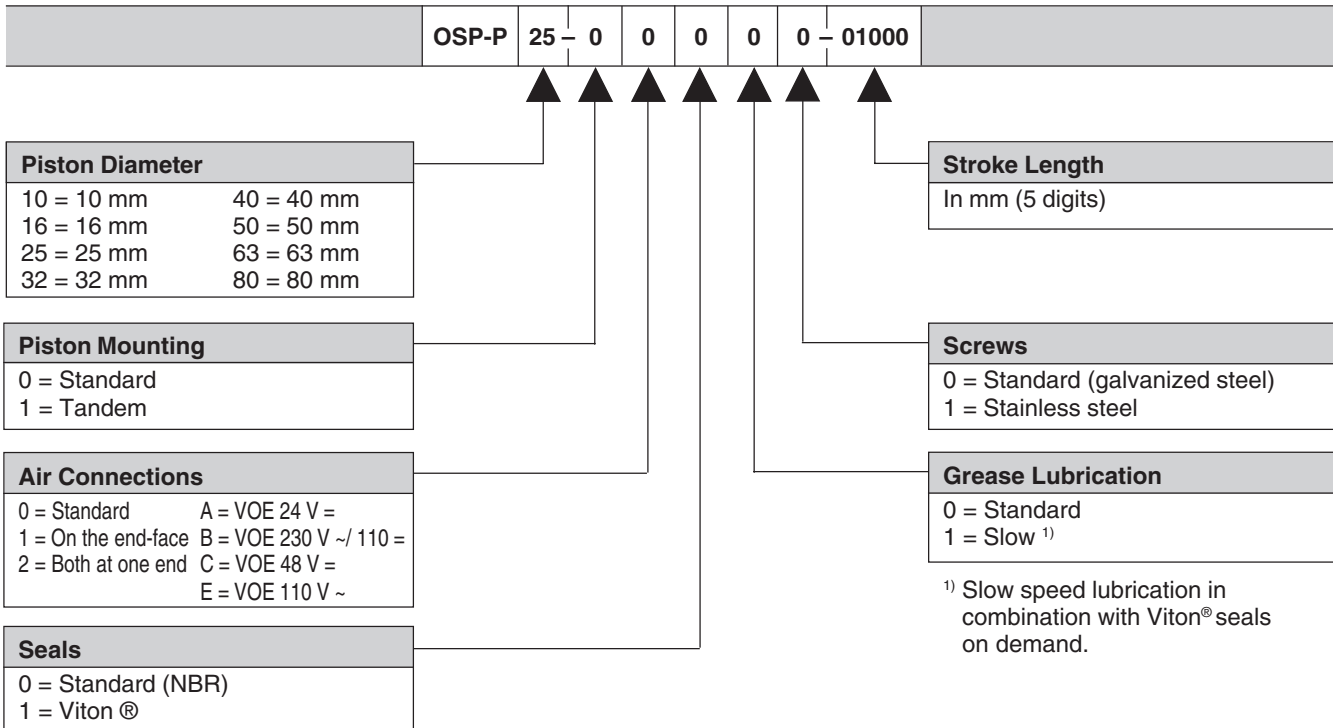 OSP-P 25 – 0 0 0 0 0 – 01000
Piston Diameter
10 = 10 mm 40 = 40 mm
16 = 16 mm 50 = 50 mm
25 = 25 mm 63 = 63 mm
32 = 32 mm 80 = 80 mm
Piston Mounting
0 = Standard
1 = Tandem
Air Connections
0 = Standard A = VOE 24 V =
1 = On the end-face B = VOE 230 V ~/ 110 =
2 = Both at one end C = VOE 48 V =
E = VOE 110 V ~
Seals
0 = Standard (NBR)
1 = Viton ®
Stroke Length
In mm (5 digits)
Screws
0 = Standard (galvanized steel)
1 = Stainless steel
Grease Lubrication
0 = Standard
1 = Slow 1)
1) Slow speed lubrication in
combination with Viton® seals
on demand.